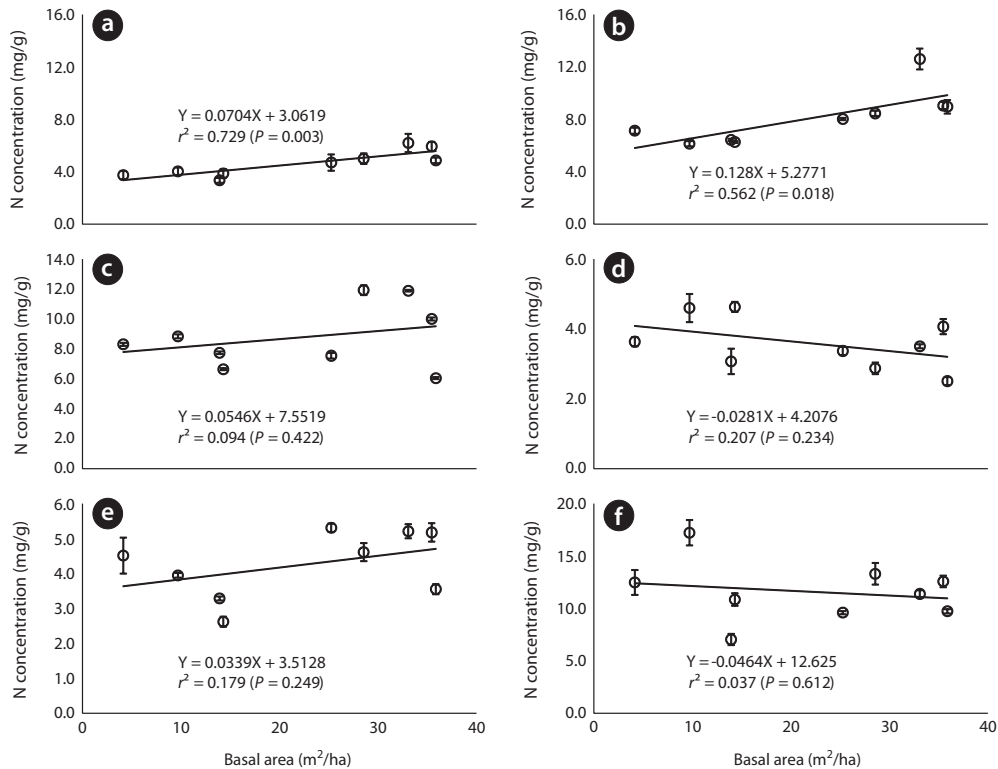 a
N concentration (mg/g)
16.0
12.0
8.0
4.0
0.0
Y = 0.0704X + 3.0619
r² = 0.729 (P = 0.003)
b
N concentration (mg/g)
16.0
12.0
8.0
4.0
0.0
Y = 0.128X + 5.2771
r² = 0.562 (P = 0.018)
c
N concentration (mg/g)
14.0
12.0
10.0
8.0
6.0
4.0
2.0
0.0
Y = 0.0546X + 7.5519
r² = 0.094 (P = 0.422)
d
N concentration (mg/g)
6.0
4.0
2.0
0.0
Y = -0.0281X + 4.2076
r² = 0.207 (P = 0.234)
e
N concentration (mg/g)
6.0
5.0
4.0
3.0
2.0
1.0
0.0
Y = 0.0339X + 3.5128
r² = 0.179 (P = 0.249)
0 10 20 30 40
Basal area (m²/ha)
f
N concentration (mg/g)
20.0
15.0
10.0
5.0
0.0
Y = -0.0464X + 12.625
r² = 0.037 (P = 0.612)
0 10 20 30 40
Basal area (m²/ha)